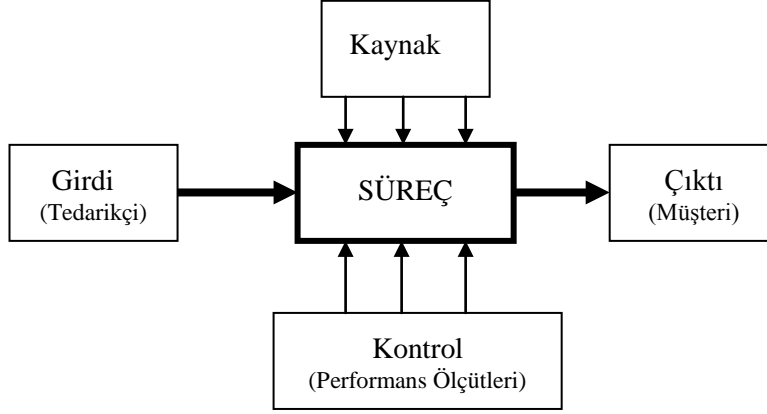 Kaynak
Girdi
(Tedarikçi)
SÜREÇ
Çıktı
(Müşteri)
Kontrol
(Performans Ölçütleri)